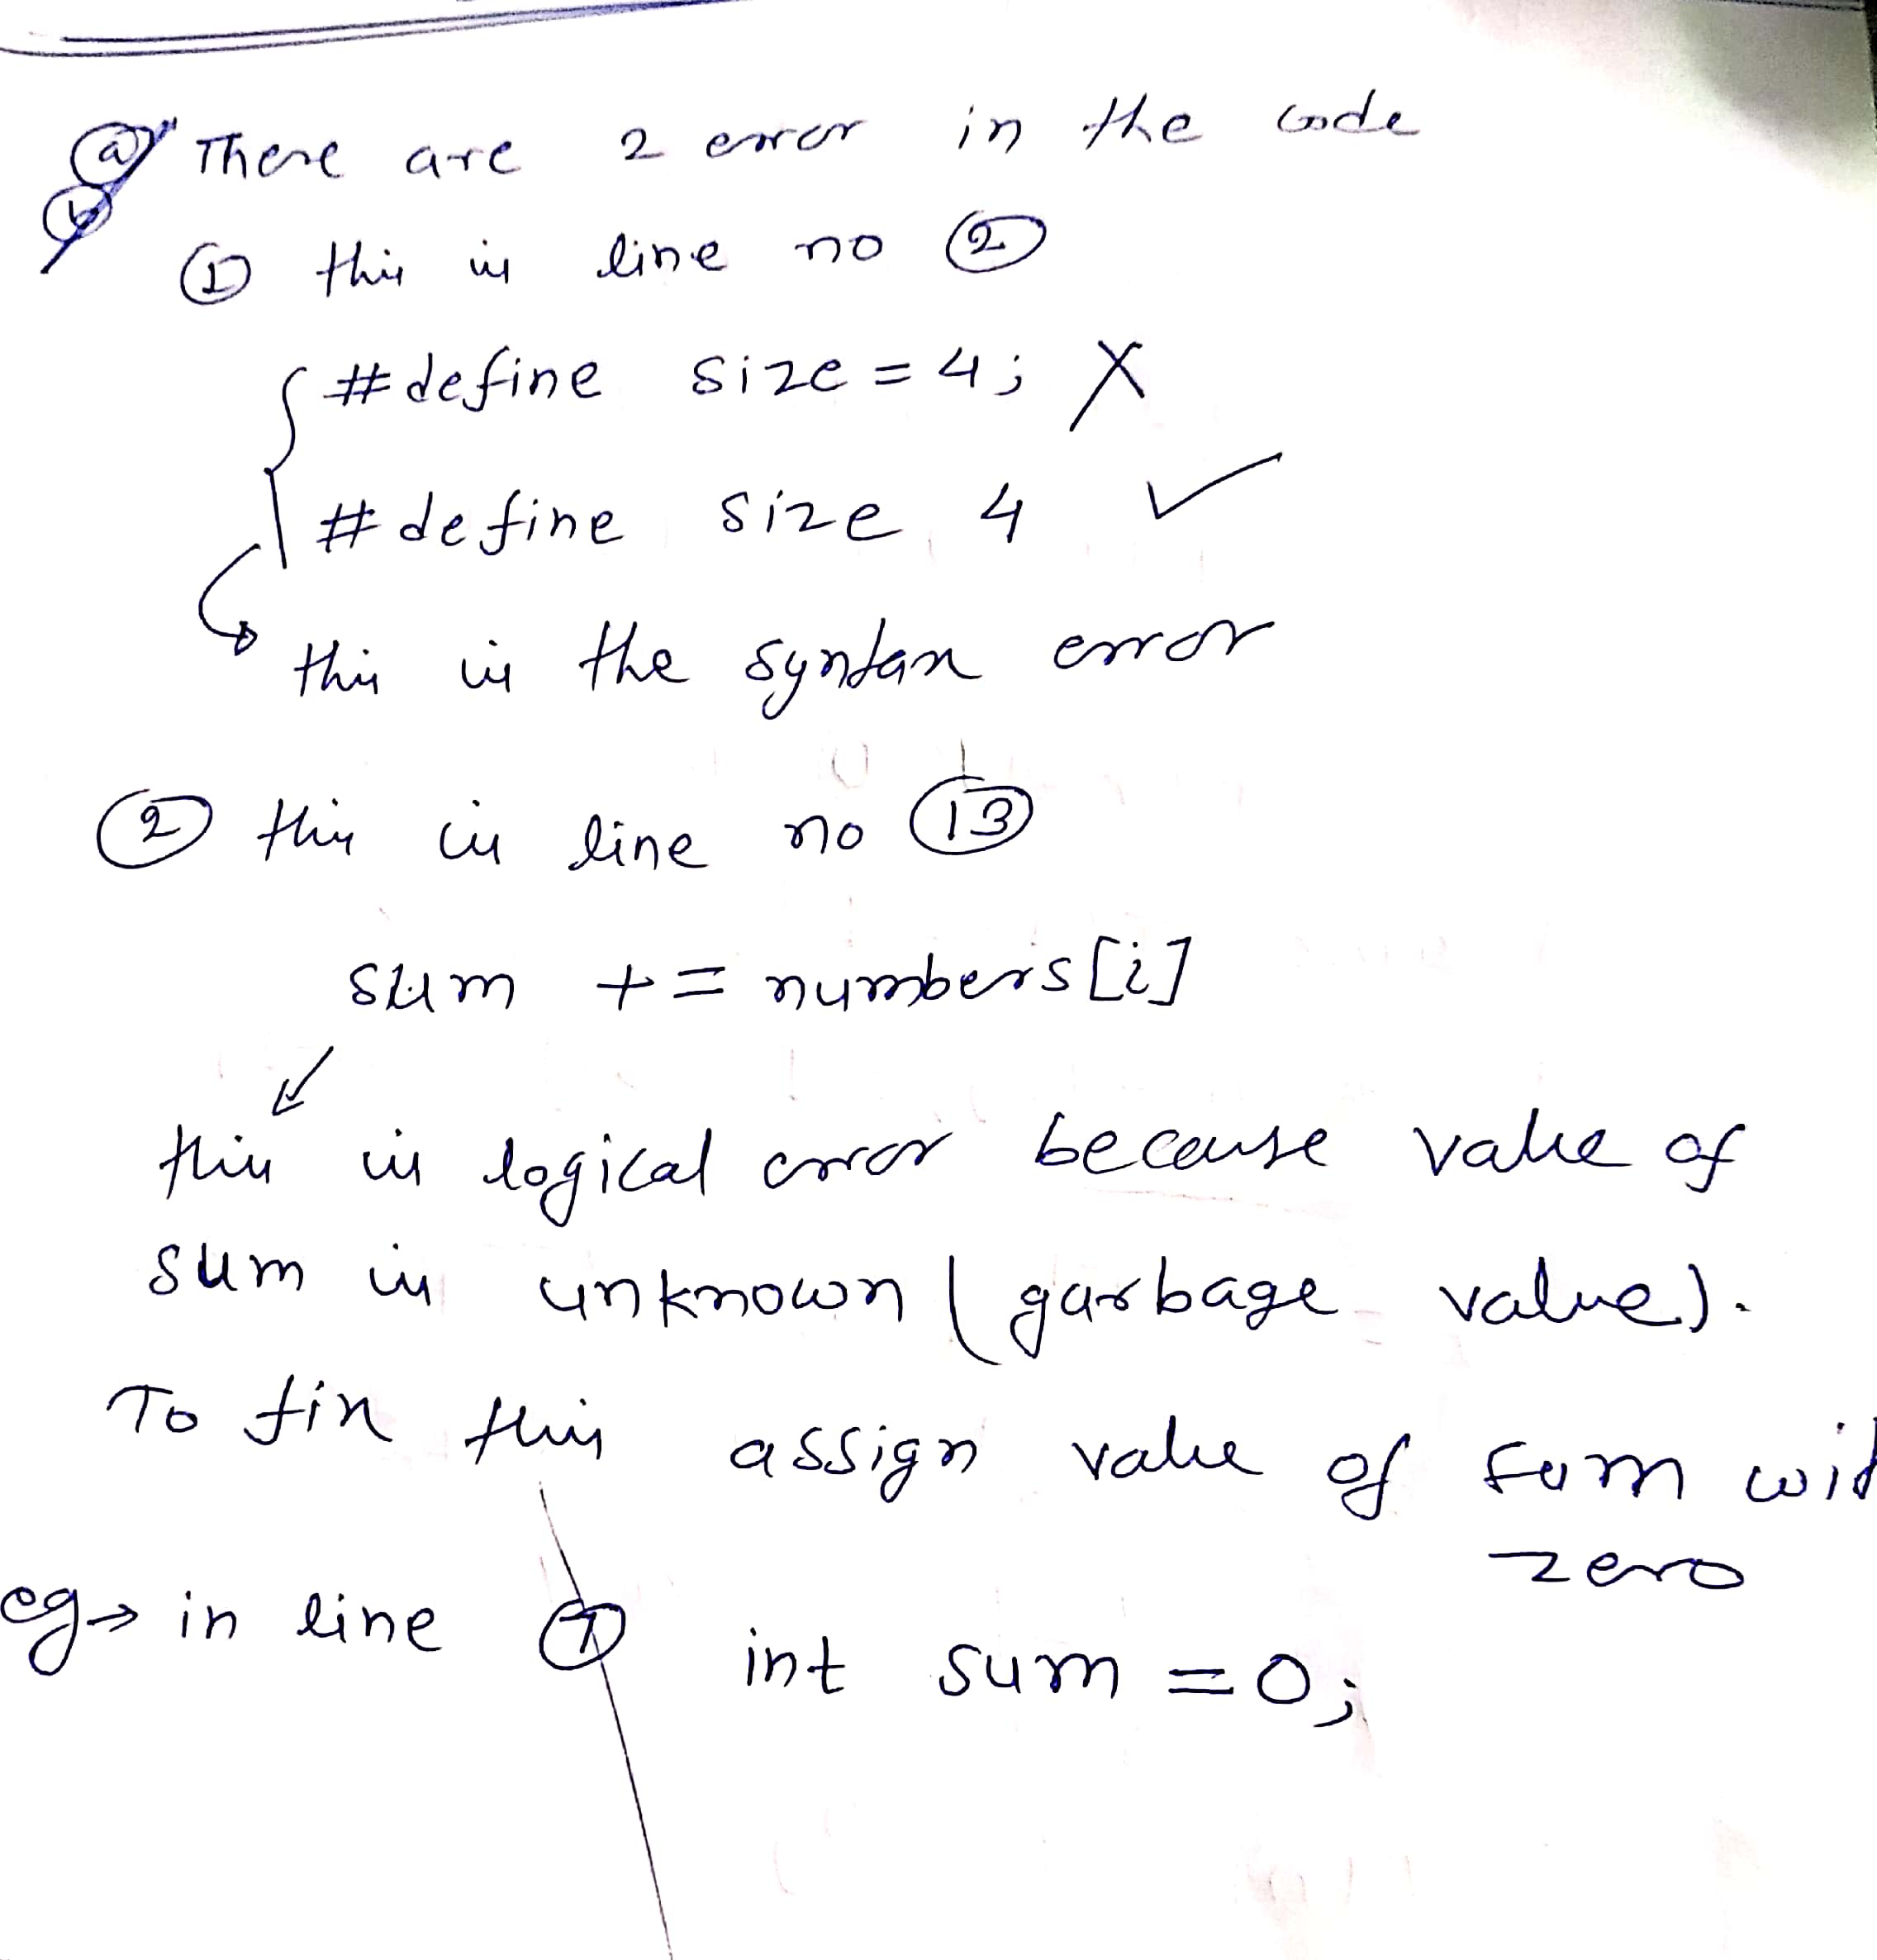 (a) There are 2 error in the code
(b)
(1) this is line no (2)
#define size = 4; X
#define size 4 ✓
this is the syntax error
(2) this is line no (13)
sum += numbers[i]
this is logical error because value of
sum is unknown (garbage value).
To fix this assign value of sum wit
zero
eg→ in line (7) int sum = 0;